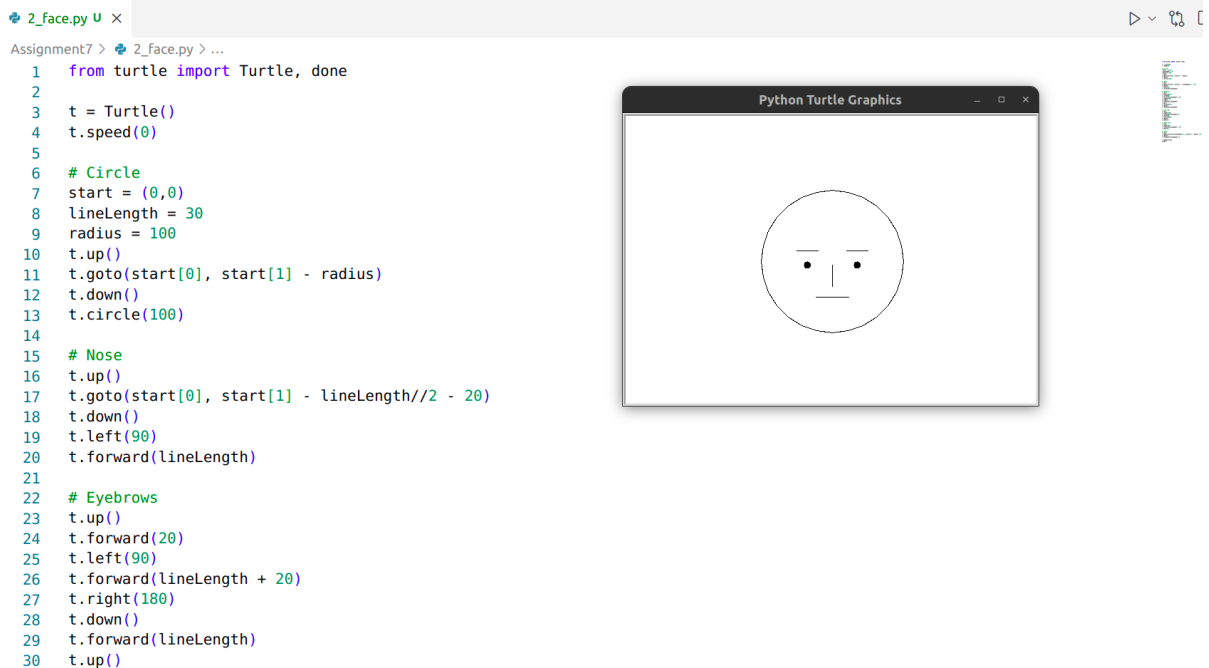 2_face.py U
Assignment7 > 2_face.py > ...
1 from turtle import Turtle, done
2
3 t = Turtle()
4 t.speed(0)
5
6 # Circle
7 start = (0,0)
8 lineLength = 30
9 radius = 100
10 t.up()
11 t.goto(start[0], start[1] - radius)
12 t.down()
13 t.circle(100)
14
15 # Nose
16 t.up()
17 t.goto(start[0], start[1] - lineLength//2 - 20)
18 t.down()
19 t.left(90)
20 t.forward(lineLength)
21
22 # Eyebrows
23 t.up()
24 t.forward(20)
25 t.left(90)
26 t.forward(lineLength + 20)
27 t.right(180)
28 t.down()
29 t.forward(lineLength)
30 t.up()
Python Turtle Graphics